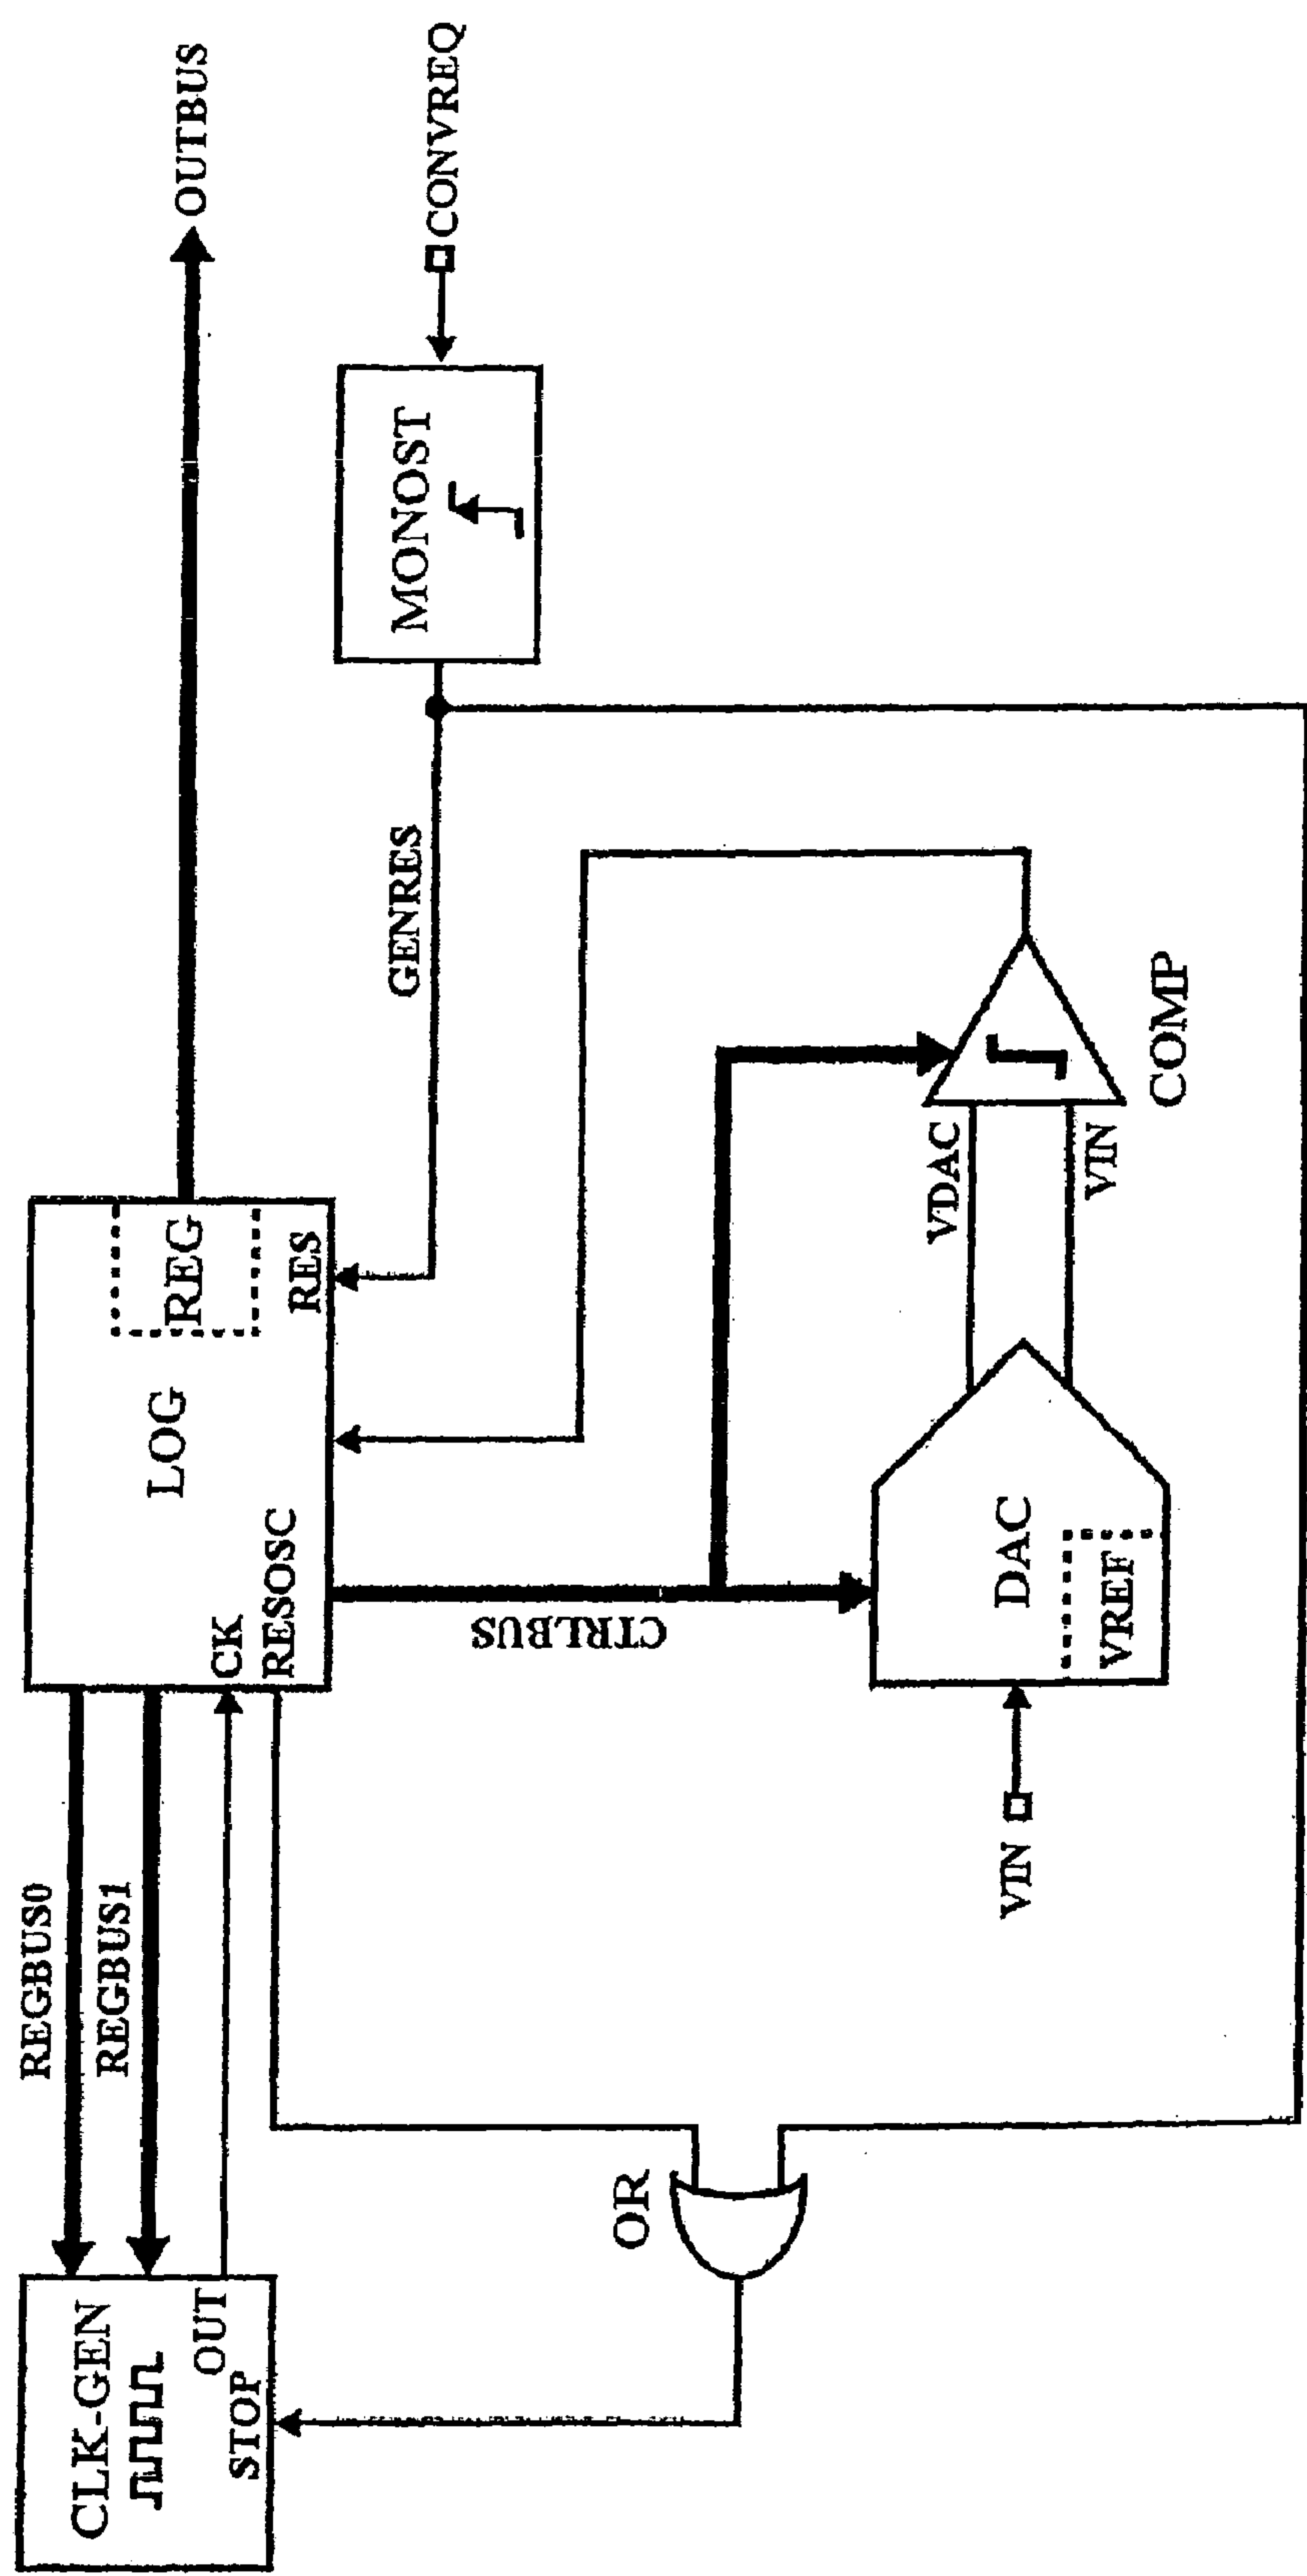 REGBUS0
REGBUS1
CLK-GEN
OUT
STOP
CK
RESOSC
LOG
REG
RES
OUTBUS
OR
CTRLBUS
GENRES
MONOST
CONVREQ
VIN
DAC
VREF
VDAC
VIN
COMP